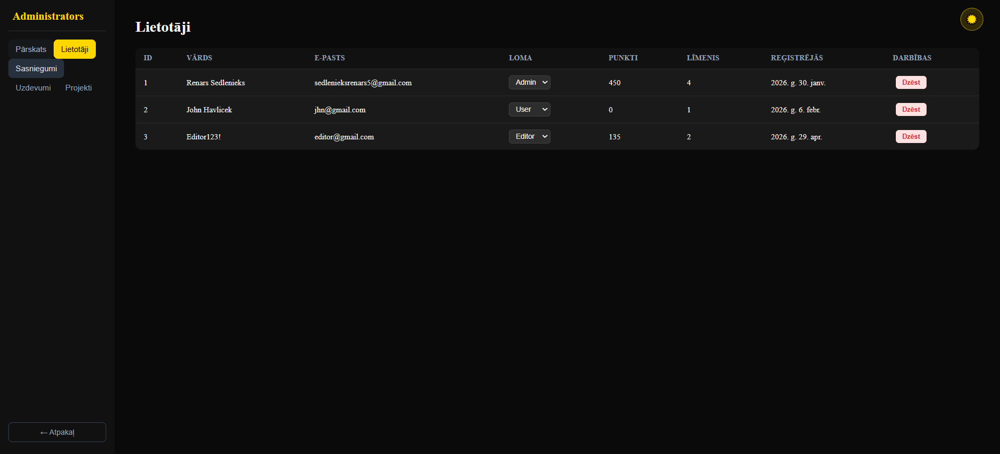 Administrators
Pārskats Lietotāji
Sasniegumi
Uzdevumi Projekti
← Atpakaļ
Lietotāji
ID VĀRDS E-PASTS LOMA PUNKTI LĪMENIS REĢISTRĒJĀS DARBĪBAS
1 Renars Sedlenieks sedlenieksrenars5@gmail.com Admin 450 4 2026. g. 30. janv. Dzēst
2 John Havlicek jhn@gmail.com User 0 1 2026. g. 6. febr. Dzēst
3 Editor123! editor@gmail.com Editor 135 2 2026. g. 29. apr. Dzēst